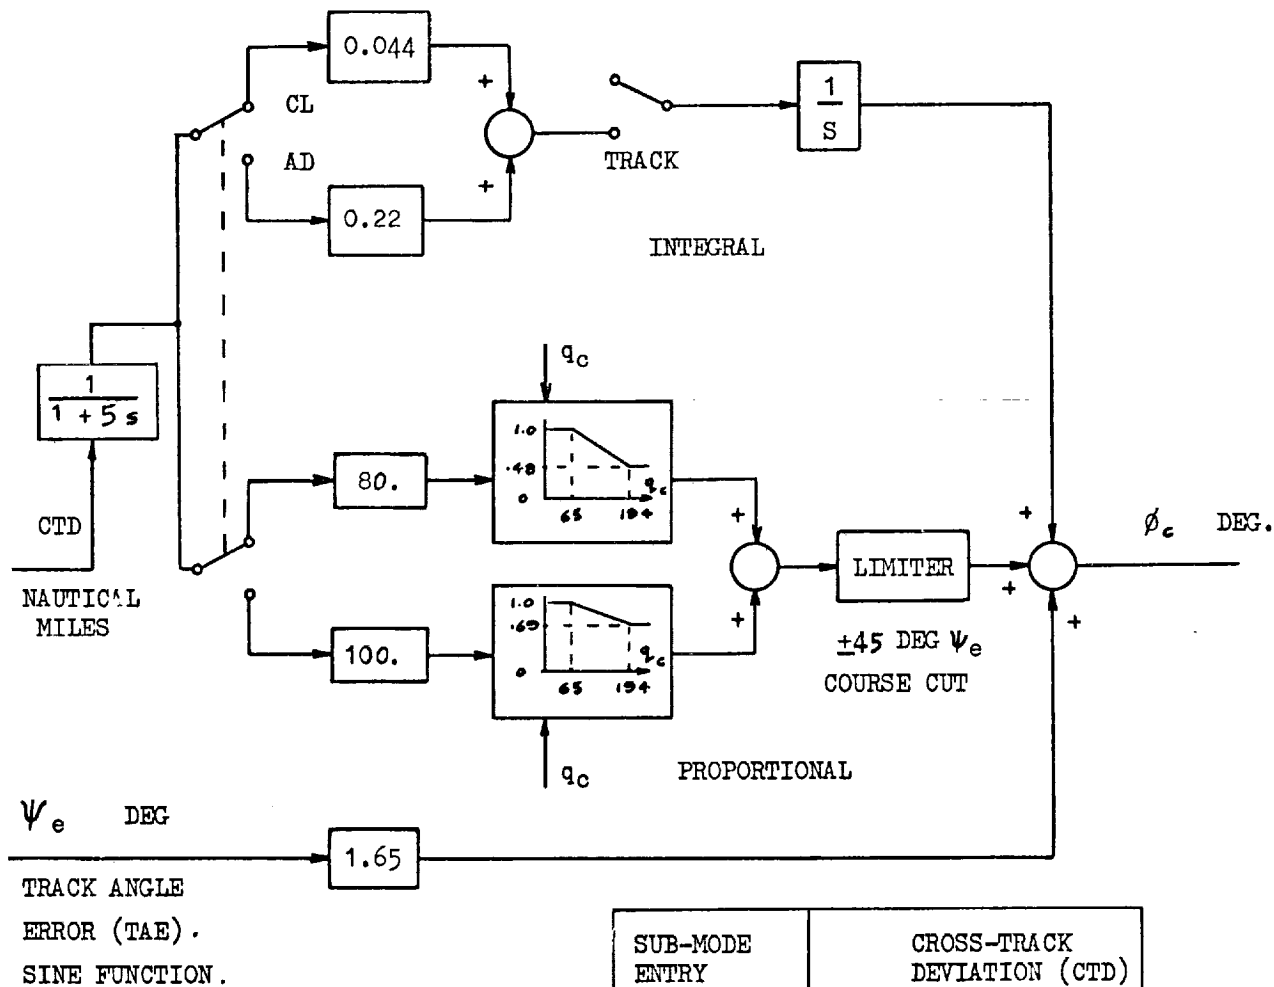 0.044
+
CL
AD
+
0.22
TRACK
1
S
INTEGRAL
1
1 + 5 s
CTD
NAUTICAL
MILES
q_c
1.0
.48
0
65
194
q_c
80.
+
100.
1.0
.69
0
65
194
q_c
+
q_c
PROPORTIONAL
LIMITER
±45 DEG Ψ_e
COURSE CUT
+
+
+
ϕ_c DEG.
Ψ_e DEG
1.65
TRACK ANGLE
ERROR (TAE).
SINE FUNCTION.
SUB-MODE
ENTRY
CROSS-TRACK
DEVIATION (CTD)